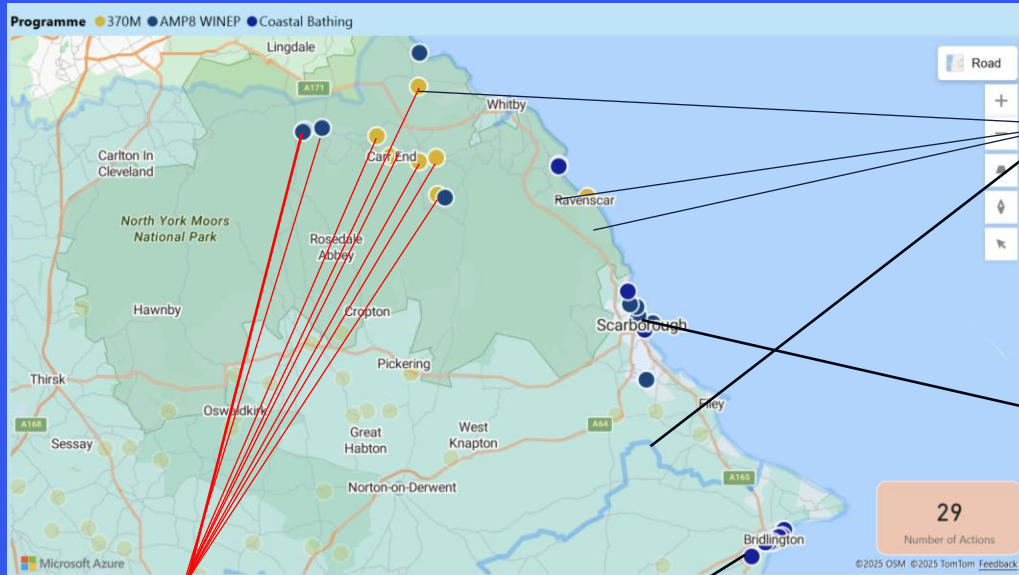 Programme 370M AMP8 WINEP Coastal Bathing
Lingdale
Road
A171
Whitby
Carlton In
Cleveland
Carr End
Ravenscar
North York Moors
National Park
Rosedale
Abbey
Hawnby
Cropton
Scarborough
Pickering
Thirsk
Oswaldkirk
Filey
A168
Sessay
Great
Habton
West
Knapton
A64
A165
Norton-on-Derwent
29
Number of Actions
Bridlington
Microsoft Azure
©2025 OSM ©2025 TomTom Feedback